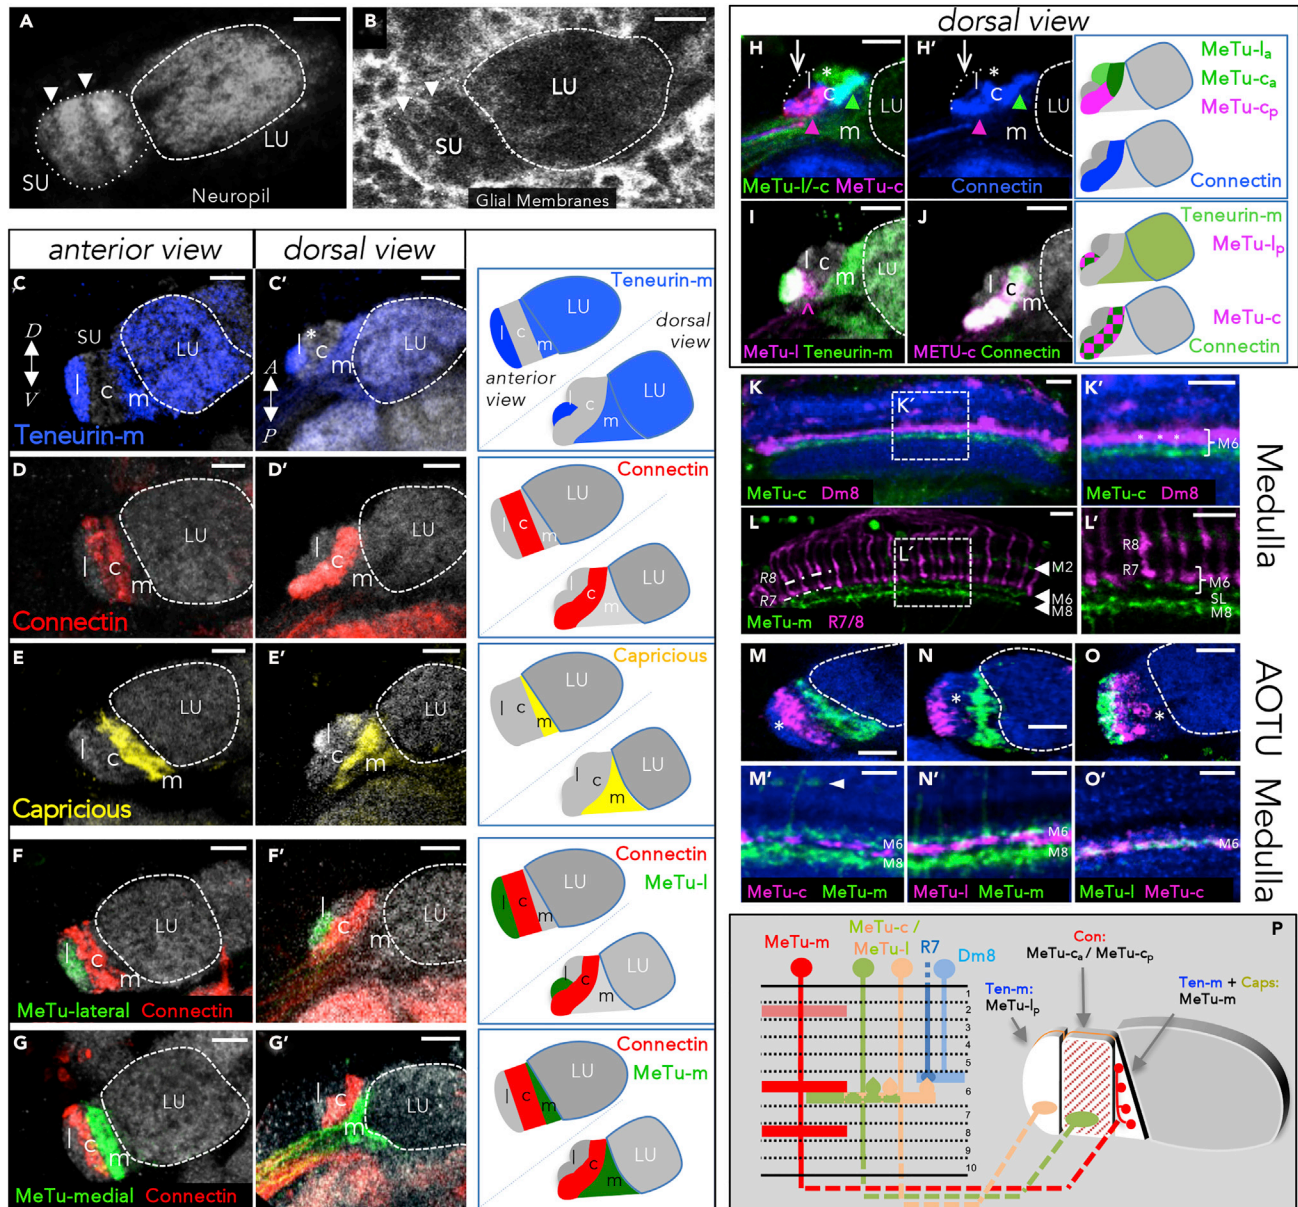 A
LU
SU
Neuropil
B
LU
SU
Glial Membranes
anterior view
dorsal view
C
D
V
SU
LU
l
c
m
Teneurin-m
C'
A
P
l
*
c
m
LU
Teneurin-m
LU
l
c
m
dorsal
view
anterior
view
LU
l
c
m
D
LU
l
c
m
Connectin
D'
LU
l
c
m
Connectin
LU
l
c
m
LU
l
c
m
E
LU
l
c
m
Capricious
E'
LU
l
c
m
Capricious
LU
l
c
m
LU
l
c
m
F
LU
l
c
m
MeTu-lateral Connectin
F'
LU
l
c
m
Connectin
MeTu-l
LU
l
c
m
LU
l
c
m
G
LU
l
c
m
MeTu-medial Connectin
G'
LU
l
c
m
Connectin
MeTu-m
LU
l
c
m
LU
l
c
m
dorsal view
H
*
l
c
LU
m
MeTu-l/-c MeTu-c
H'
*
l
c
LU
m
Connectin
MeTu-la
MeTu-ca
MeTu-cp
Connectin
I
l
c
m
LU
^
MeTu-l Teneurin-m
J
l
c
m
LU
METU-c Connectin
Teneurin-m
MeTu-lp
MeTu-c
Connectin
K
K´
MeTu-c Dm8
K'
* * *
M6
MeTu-c Dm8
L
L´
R8
R7
M2
M6
M8
MeTu-m R7/8
L'
R8
R7
M6
SL
M8
Medulla
M
*
N
*
O
*
AOTU
M'
M6
M8
MeTu-c MeTu-m
N'
M6
M8
MeTu-l MeTu-m
O'
M6
MeTu-l MeTu-c
Medulla
P
MeTu-m
MeTu-c /
MeTu-l
R7
Dm8
1
2
3
4
5
6
7
8
9
10
Con:
MeTu-ca / MeTu-cp
Ten-m:
MeTu-lp
Ten-m + Caps:
MeTu-m